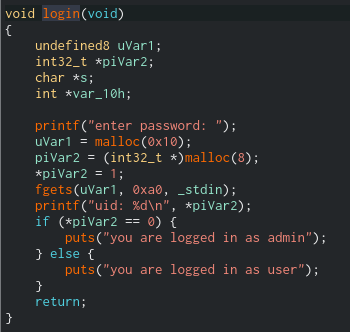 void login(void)
{
    undefined8 uVar1;
    int32_t *piVar2;
    char *s;
    int *var_10h;

    printf("enter password: ");
    uVar1 = malloc(0x10);
    piVar2 = (int32_t *)malloc(8);
    *piVar2 = 1;
    fgets(uVar1, 0xa0, _stdin);
    printf("uid: %d\n", *piVar2);
    if (*piVar2 == 0) {
        puts("you are logged in as admin");
    } else {
        puts("you are logged in as user");
    }
    return;
}